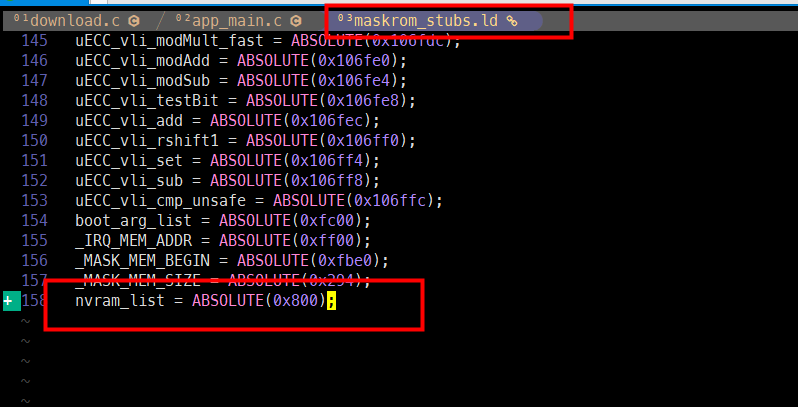 01download.c 02app_main.c 03maskrom_stubs.ld
145 uECC_vli_modMult_fast = ABSOLUTE(0x106fdc);
146 uECC_vli_modAdd = ABSOLUTE(0x106fe0);
147 uECC_vli_modSub = ABSOLUTE(0x106fe4);
148 uECC_vli_testBit = ABSOLUTE(0x106fe8);
149 uECC_vli_add = ABSOLUTE(0x106fec);
150 uECC_vli_rshift1 = ABSOLUTE(0x106ff0);
151 uECC_vli_set = ABSOLUTE(0x106ff4);
152 uECC_vli_sub = ABSOLUTE(0x106ff8);
153 uECC_vli_cmp_unsafe = ABSOLUTE(0x106ffc);
154 boot_arg_list = ABSOLUTE(0xfc00);
155 _IRQ_MEM_ADDR = ABSOLUTE(0xff00);
156 _MASK_MEM_BEGIN = ABSOLUTE(0xfbe0);
157 _MASK_MEM_SIZE = ABSOLUTE(0x294);
+ 158 nvram_list = ABSOLUTE(0x800);
~
~
~
~
~